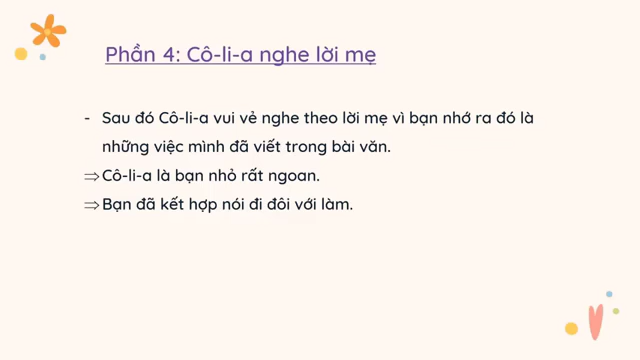 Phần 4: Cô-li-a nghe lời mẹ
- Sau đó Cô-li-a vui vẻ nghe theo lời mẹ vì bạn nhớ ra đó là
những việc mình đã viết trong bài văn.
⇒ Cô-li-a là bạn nhỏ rất ngoan.
⇒ Bạn đã kết hợp nói đi đôi với làm.